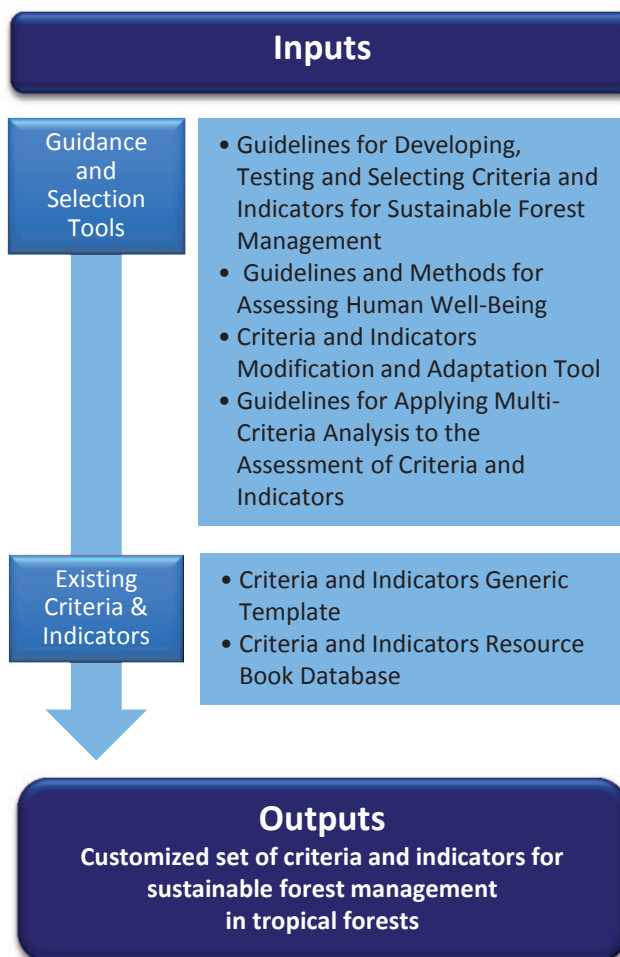 Inputs
Guidance
and
Selection
Tools
• Guidelines for Developing,
Testing and Selecting Criteria and
Indicators for Sustainable Forest
Management
• Guidelines and Methods for
Assessing Human Well-Being
• Criteria and Indicators
Modification and Adaptation Tool
• Guidelines for Applying Multi-
Criteria Analysis to the
Assessment of Criteria and
Indicators
Existing
Criteria &
Indicators
• Criteria and Indicators Generic
Template
• Criteria and Indicators Resource
Book Database
Outputs
Customized set of criteria and indicators for
sustainable forest management
in tropical forests